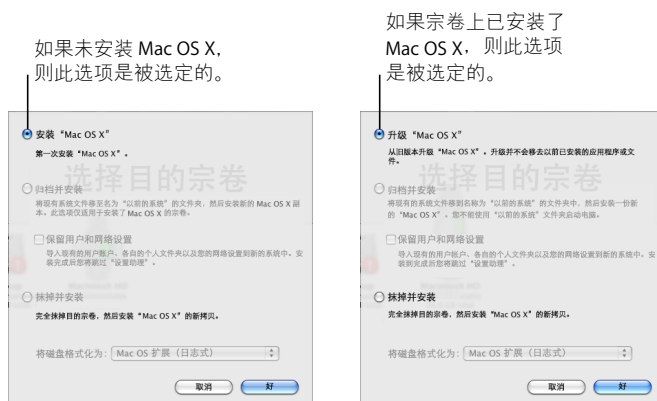 如果未安装 Mac OS X,
则此选项是被选定的。
安装“Mac OS X”
第一次安装“Mac OS X”。
选择目的宗卷
归档并安装
将现有系统文件移至名为“以前的系统”的文件夹，然后安装新的 Mac OS X 副
本。此选项仅适用于安装了 Mac OS X 的宗卷。
保留用户和网络设置
导入现有的用户账户、各自的个人文件夹以及您的网络设置到新的系统中。安
装完成后您将跳过“设置助理”。
抹掉并安装
完全抹掉目的宗卷，然后安装“Mac OS X”的新拷贝。
将磁盘格式化为：
Mac OS 扩展（日志式）
取消
好
如果宗卷上已安装了
Mac OS X，则此选项
是被选定的。
升级“Mac OS X”
从旧版本升级“Mac OS X”。升级并不会移去以前已安装的应用程序或文
件。
选择目的宗卷
归档并安装
将现有的系统文件移到名称为“以前的系统”的文件夹中，然后安装一份新
的“Mac OS X”。您不能使用“以前的系统”文件夹启动电脑。
保留用户和网络设置
导入现有的用户帐户、各自的个人文件夹以及您的网络设置到新的系统中。安
装到完成后您将跳过“设置助理”。
抹掉并安装
完全抹掉目的宗卷，然后安装“Mac OS X”的新拷贝。
将磁盘格式化为：
Mac OS 扩展（日志式）
取消
好